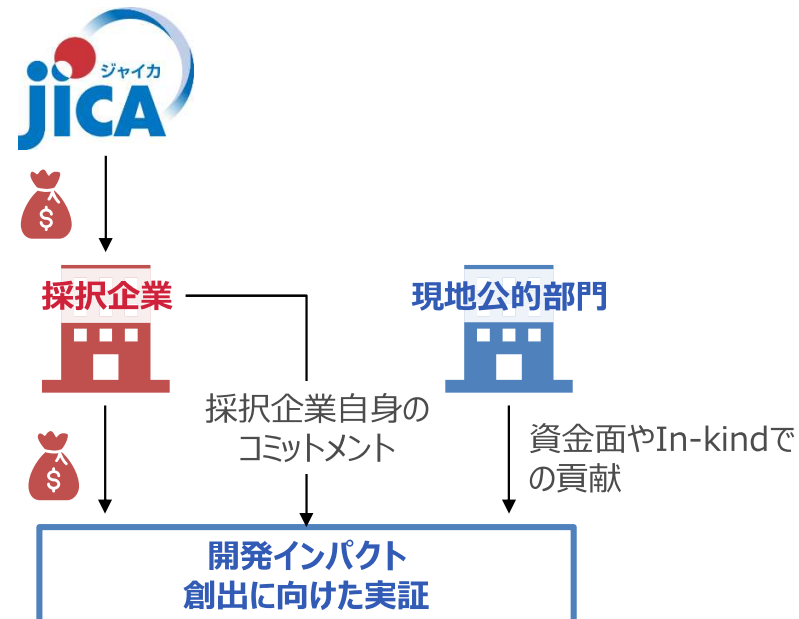 ジャイカ
jICA
$
採択企業
現地公的部門
採択企業自身の
コミットメント
資金面やIn-kindで
の貢献
$
開発インパクト
創出に向けた実証